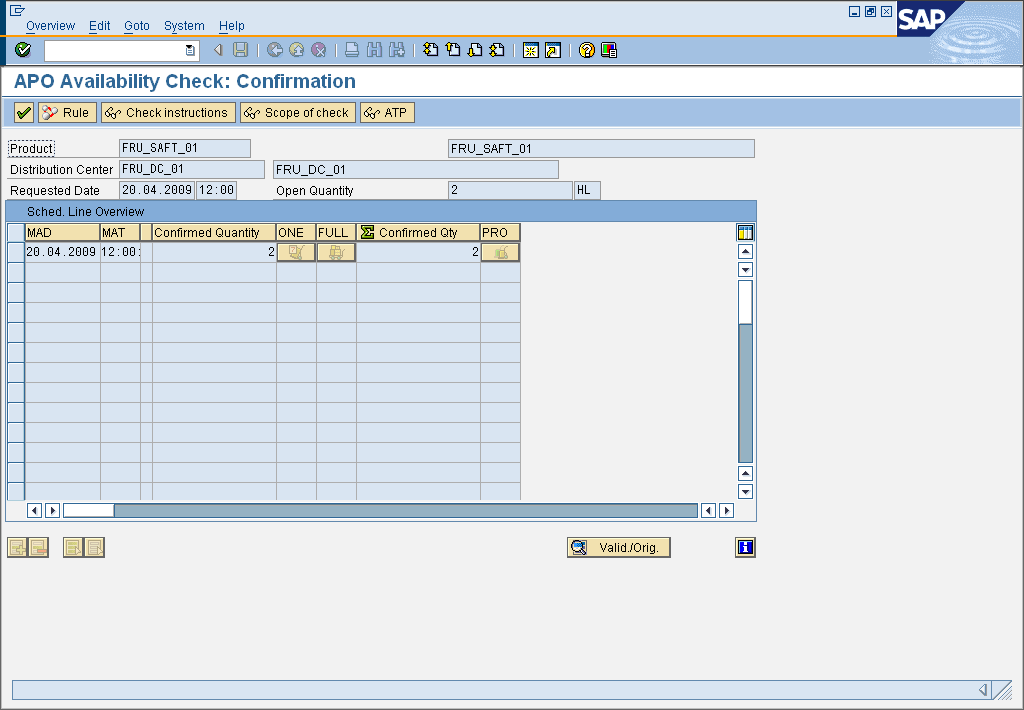 Overview Edit Goto System Help
SAP
APO Availability Check: Confirmation
Rule Check instructions Scope of check ATP
Product FRU_SAFT_01 FRU_SAFT_01
Distribution Center FRU_DC_01 FRU_DC_01
Requested Date 20.04.2009 12:00 Open Quantity 2 HL
Sched. Line Overview
MAD MAT Confirmed Quantity ONE FULL Σ Confirmed Qty PRO
20.04.2009 12:00: 2 2
Valid./Orig.